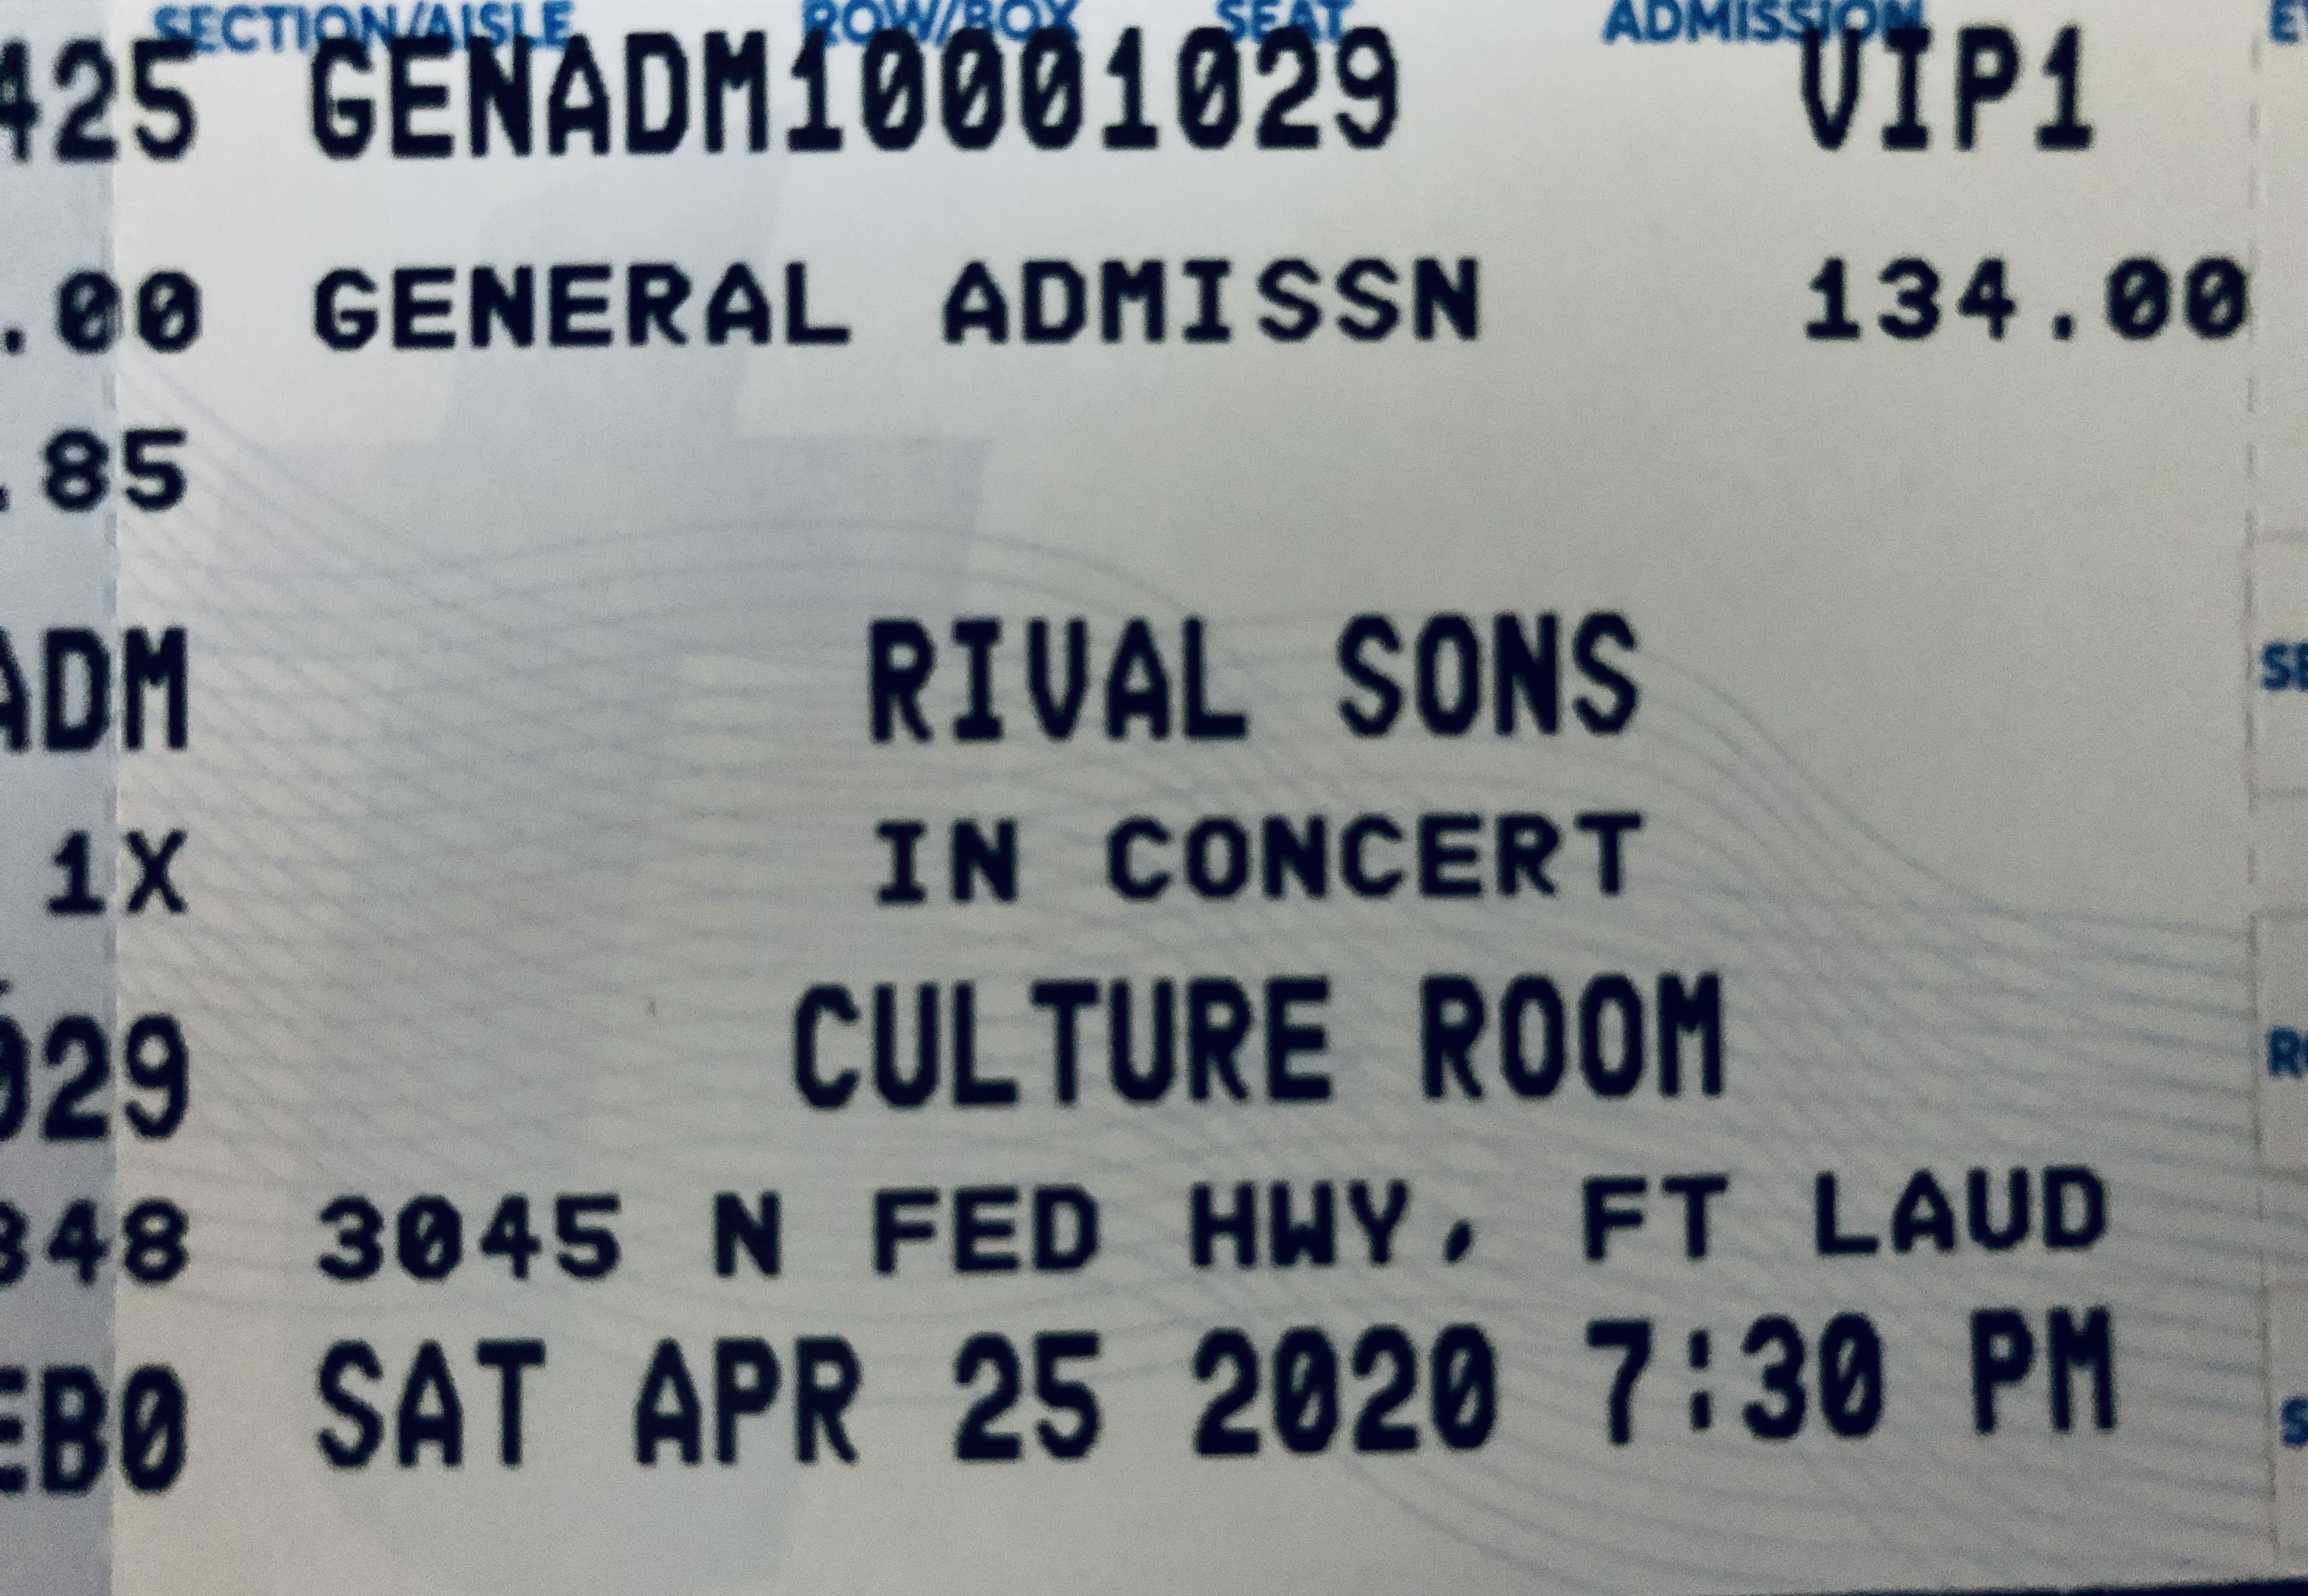 SECTION/AISLE ROW/BOX SEAT ADMISSION
425 GENADM10001029 VIP1
.00 GENERAL ADMISSN 134.00
.85
ADM RIVAL SONS
1X IN CONCERT
029 CULTURE ROOM
348 3045 N FED HWY, FT LAUD
EB0 SAT APR 25 2020 7:30 PM